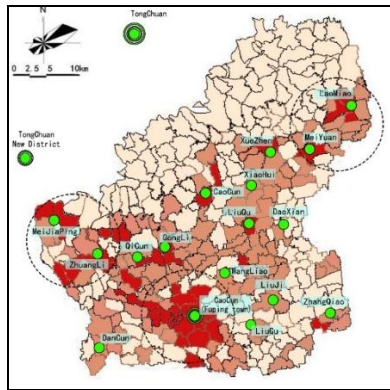 TongChuan
0 2.5 5 10km
TongChuan
New District
LaoMiao
XueZhen
MeiYuan
XiaoHui
CaoCun
LiuQu
DaoXian
MeiJiaPing
GongLi
QiCun
ZhuangLi
WangLiao
LiuJi
CaoCun
(Fuping town)
ZhangQiao
LiuGu
DanCun